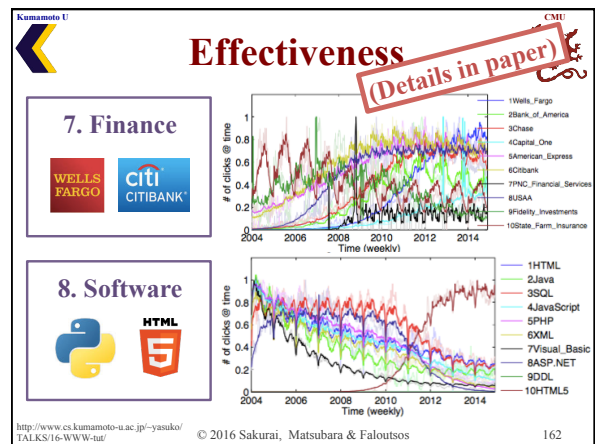 Kumamoto U
CMU
Effectiveness
(Details in paper)
7. Finance
WELLS
FARGO
citi
CITIBANK®
# of clicks @ time
1
0.8
0.6
0.4
0.2
0
2004 2006 2008 2010 2012 2014
Time (weekly)
1Wells_Fargo
2Bank_of_America
3Chase
4Capital_One
5American_Express
6Citibank
7PNC_Financial_Services
8USAA
9Fidelity_Investments
10State_Farm_Insurance
8. Software
HTML
5
# of clicks @ time
1
0.8
0.6
0.4
0.2
0
2004 2006 2008 2010 2012 2014
Time (weekly)
1HTML
2Java
3SQL
4JavaScript
5PHP
6XML
7Visual_Basic
8ASP.NET
9DDL
10HTML5
http://www.cs.kumamoto-u.ac.jp/~yasuko/
TALKS/16-WWW-tut/
© 2016 Sakurai, Matsubara & Faloutsos
162